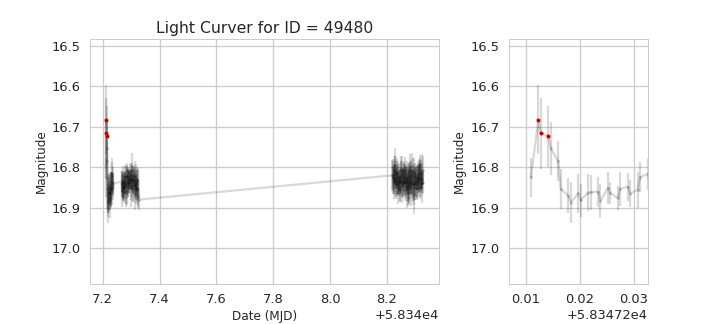 Light Curver for ID = 49480
Magnitude
16.5
16.6
16.7
16.8
16.9
17.0
7.2 7.4 7.6 7.8 8.0 8.2
Date (MJD)
+5.834e4
Magnitude
16.5
16.6
16.7
16.8
16.9
17.0
0.01 0.02 0.03
+5.83472e4